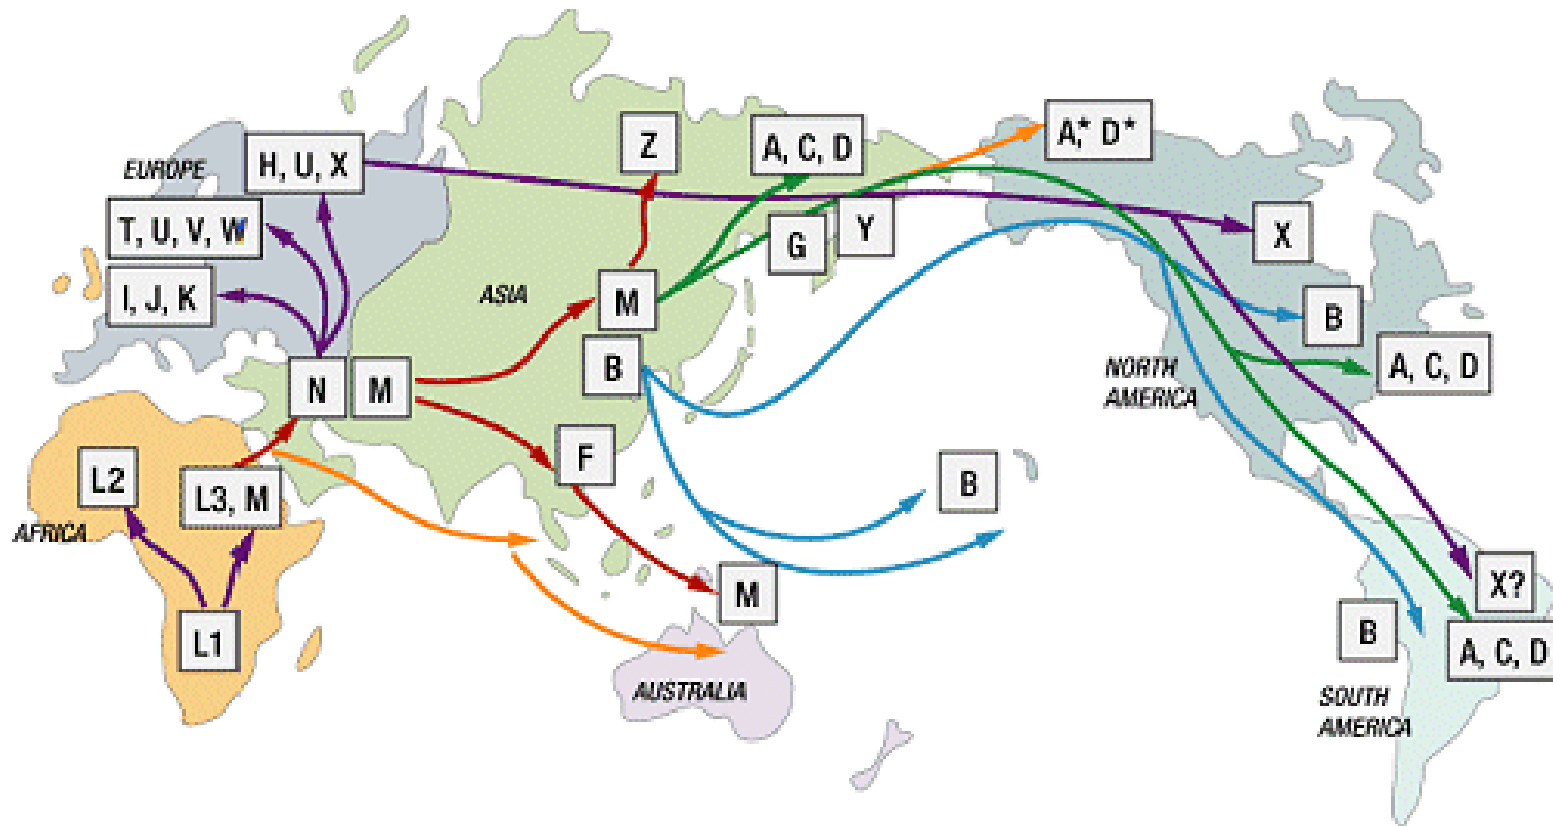 A* D*
Z
A, C, D
EUROPE
H, U, X
T, U, V, W
G
Y
X
I, J, K
ASIA
M
B
B
NORTH
AMERICA
A, C, D
N
M
B
F
L2
L3, M
B
AFRICA
M
X?
L1
B
A, C, D
AUSTRALIA
SOUTH
AMERICA